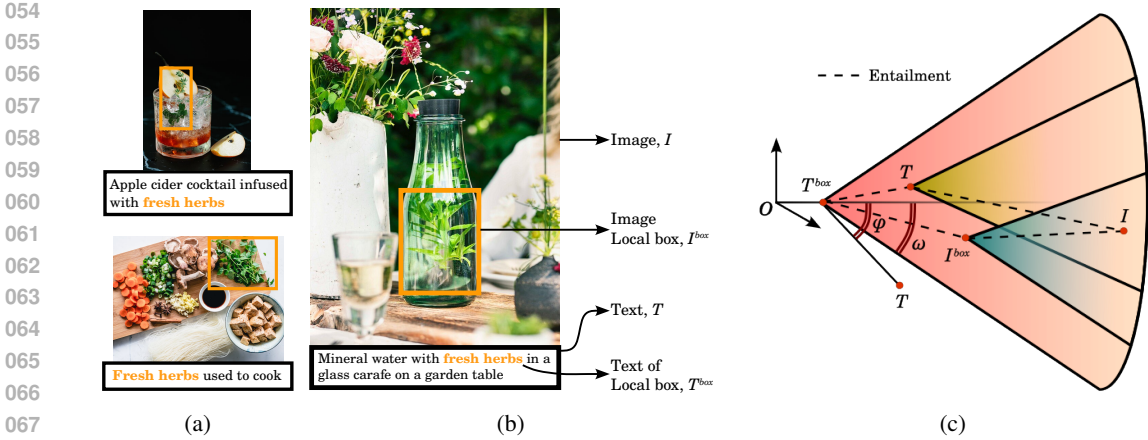 054
055
056
057
058
059
060
061
062
063
064
065
066
067
Apple cider cocktail infused
with fresh herbs
Fresh herbs used to cook
(a)
Image, I
Image
Local box, I^box
Text, T
Text of
Local box, T^box
Mineral water with fresh herbs in a
glass carafe on a garden table
(b)
Entailment
O
T^box
T
I
I^box
φ
ω
T
(c)